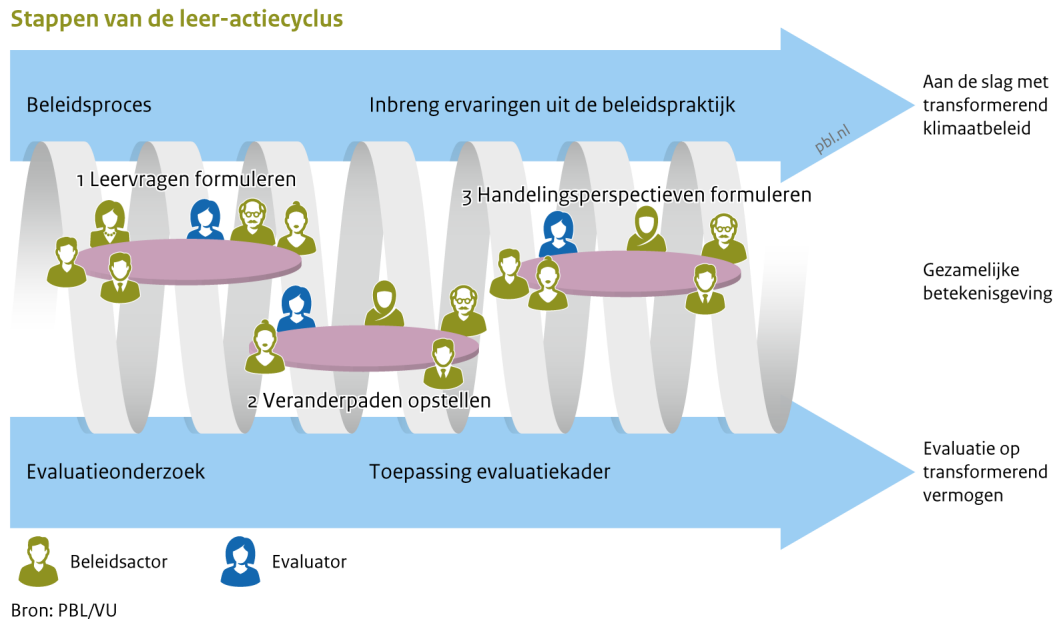 Stappen van de leer-actiecyclus
Beleidsproces
Inbreng ervaringen uit de beleidspraktijk
Aan de slag met
transformerend
klimaatbeleid
pbl.nl
1 Leervragen formuleren
3 Handelingsperspectieven formuleren
Gezamelijke
betekenisgeving
2 Veranderpaden opstellen
Evaluatieonderzoek
Toepassing evaluatiekader
Evaluatie op
transformerend
vermogen
Beleidsactor
Evaluator
Bron: PBL/VU